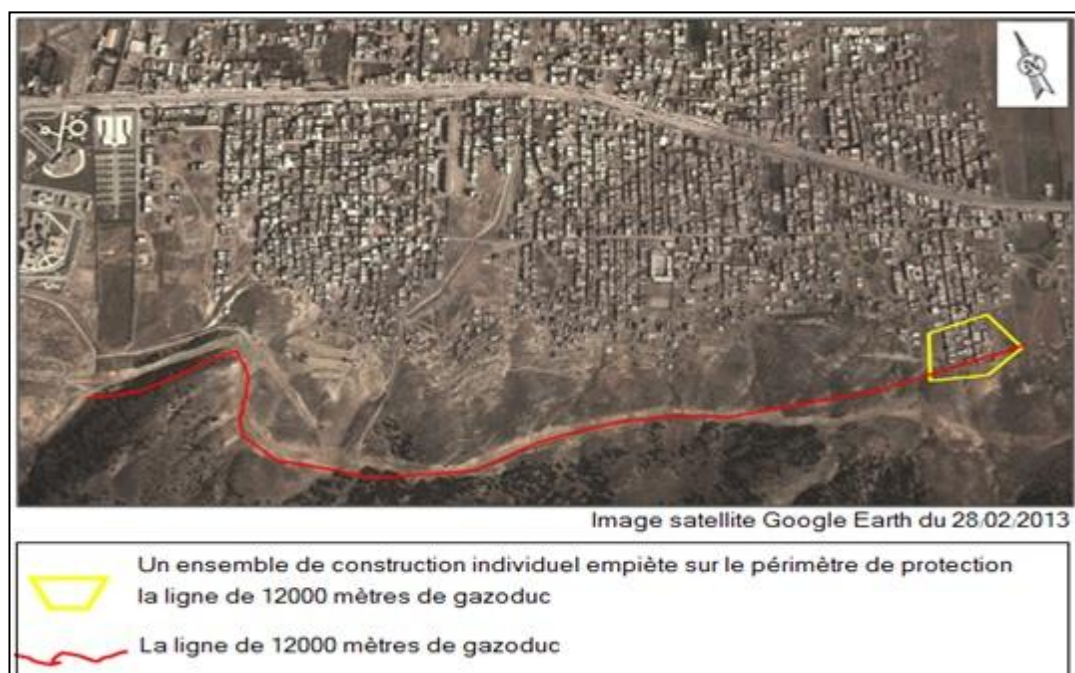 Image satellite Google Earth du 28/02/2013
Un ensemble de construction individuel empiète sur le périmètre de protection
la ligne de 12000 mètres de gazoduc
La ligne de 12000 mètres de gazoduc